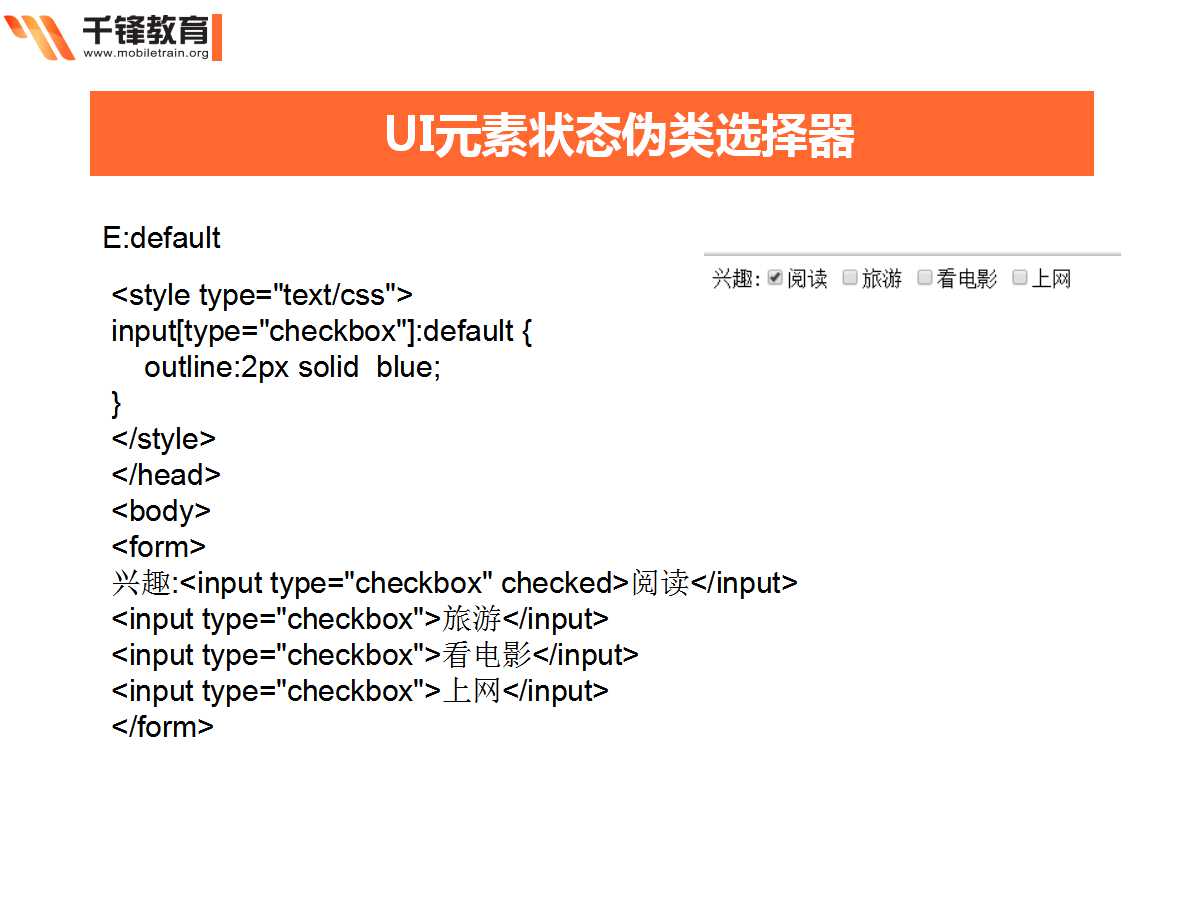 千锋教育
www.mobiletrain.org
UI元素状态伪类选择器
E:default
<style type="text/css">
input[type="checkbox"]:default {
    outline:2px solid  blue;
}
</style>
</head>
<body>
<form>
兴趣:<input type="checkbox" checked>阅读</input>
<input type="checkbox">旅游</input>
<input type="checkbox">看电影</input>
<input type="checkbox">上网</input>
</form>
兴趣: 阅读 旅游 看电影 上网